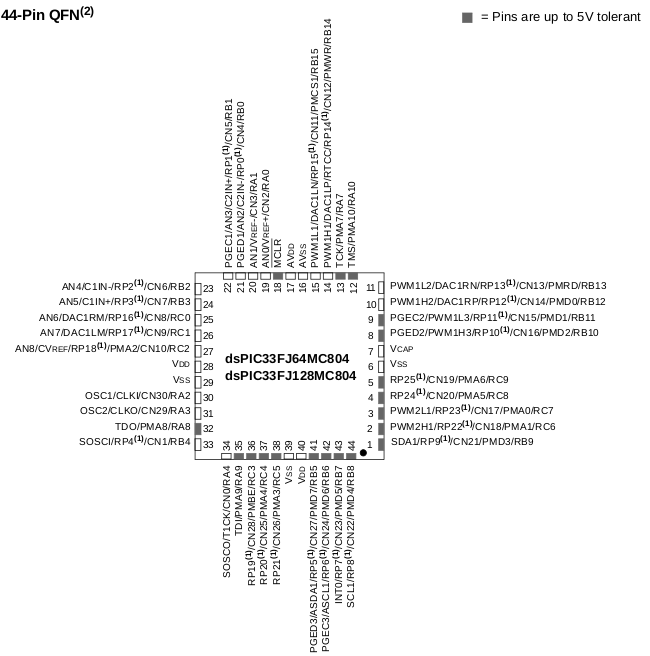 44-Pin QFN(2)
= Pins are up to 5V tolerant
PGEC1/AN3/C2IN+/RP1(1)/CN5/RB1
PGED1/AN2/C2IN-/RP0(1)/CN4/RB0
AN1/VREF-/CN3/RA1
AN0/VREF+/CN2/RA0
MCLR
AVDD
AVSS
PWM1L1/DAC1LN/RP15(1)/CN11/PMCS1/RB15
PWM1H1/DAC1LP/RTCC/RP14(1)/CN12/PMWR/RB14
TCK/PMA7/RA7
TMS/PMA10/RA10
22 21 20 19 18 17 16 15 14 13 12
AN4/C1IN-/RP2(1)/CN6/RB2 23
AN5/C1IN+/RP3(1)/CN7/RB3 24
AN6/DAC1RM/RP16(1)/CN8/RC0 25
AN7/DAC1LM/RP17(1)/CN9/RC1 26
AN8/CVREF/RP18(1)/PMA2/CN10/RC2 27
VDD 28
VSS 29
OSC1/CLKI/CN30/RA2 30
OSC2/CLKO/CN29/RA3 31
TDO/PMA8/RA8 32
SOSCI/RP4(1)/CN1/RB4 33
dsPIC33FJ64MC804
dsPIC33FJ128MC804
11 PWM1L2/DAC1RN/RP13(1)/CN13/PMRD/RB13
10 PWM1H2/DAC1RP/RP12(1)/CN14/PMD0/RB12
9 PGEC2/PWM1L3/RP11(1)/CN15/PMD1/RB11
8 PGED2/PWM1H3/RP10(1)/CN16/PMD2/RB10
7 VCAP
6 VSS
5 RP25(1)/CN19/PMA6/RC9
4 RP24(1)/CN20/PMA5/RC8
3 PWM2L1/RP23(1)/CN17/PMA0/RC7
2 PWM2H1/RP22(1)/CN18/PMA1/RC6
1 SDA1/RP9(1)/CN21/PMD3/RB9
34 35 36 37 38 39 40 41 42 43 44
SOSCO/T1CK/CN0/RA4
TDI/PMA9/RA9
RP19(1)/CN28/PMBE/RC3
RP20(1)/CN25/PMA4/RC4
RP21(1)/CN26/PMA3/RC5
VSS
VDD
PGED3/ASDA1/RP5(1)/CN27/PMD7/RB5
PGEC3/ASCL1/RP6(1)/CN24/PMD6/RB6
INT0/RP7(1)/CN23/PMD5/RB7
SCL1/RP8(1)/CN22/PMD4/RB8